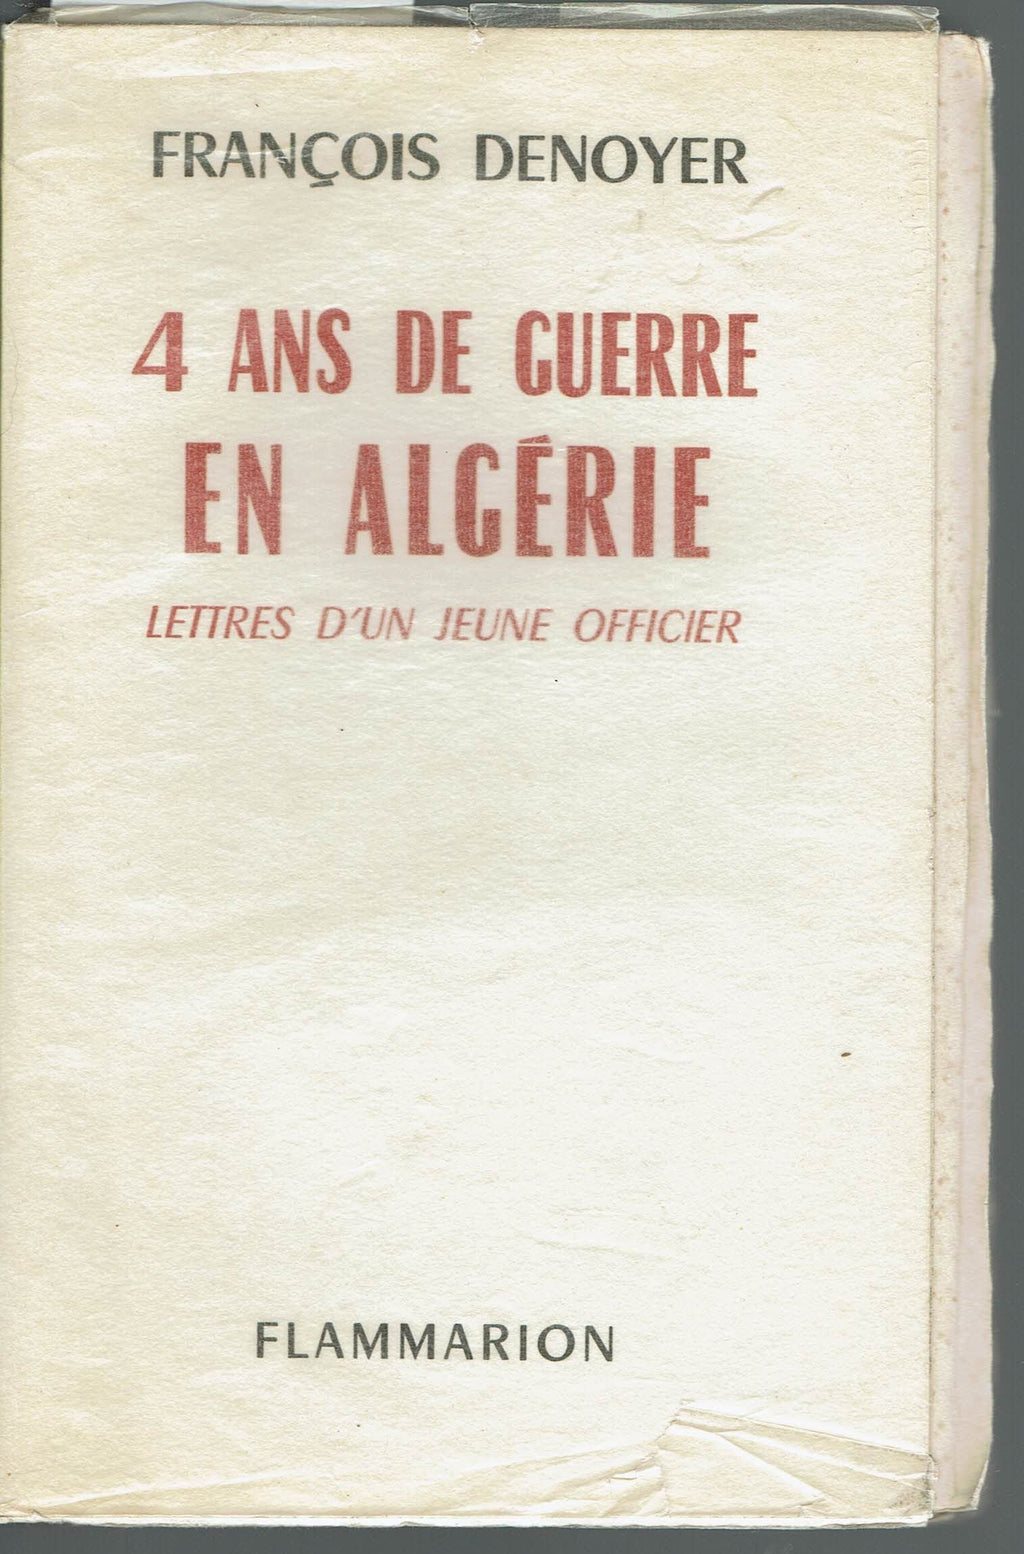 FRANÇOIS DENOYER
4 ANS DE GUERRE
EN ALGÉRIE
LETTRES D'UN JEUNE OFFICIER
FLAMMARION